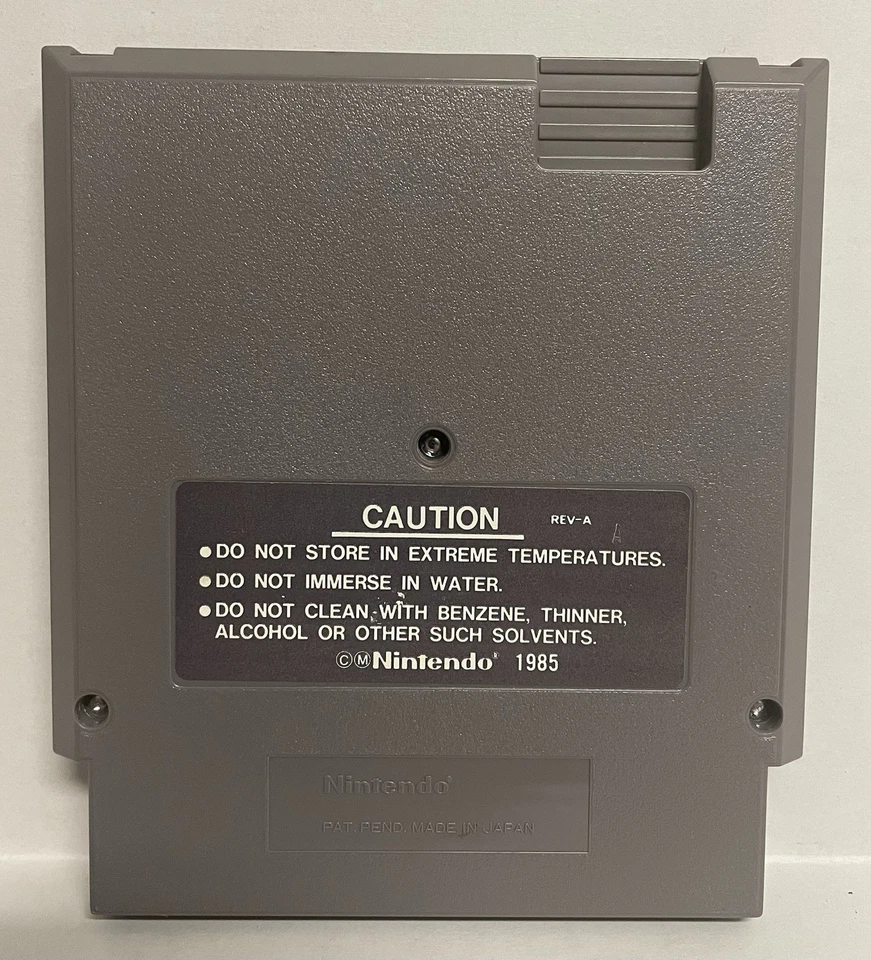 CAUTION REV-A
●DO NOT STORE IN EXTREME TEMPERATURES.
●DO NOT IMMERSE IN WATER.
●DO NOT CLEAN WITH BENZENE, THINNER,
ALCOHOL OR OTHER SUCH SOLVENTS.
ⒸⓂNintendo® 1985
Nintendo®
PAT. PEND. MADE IN JAPAN